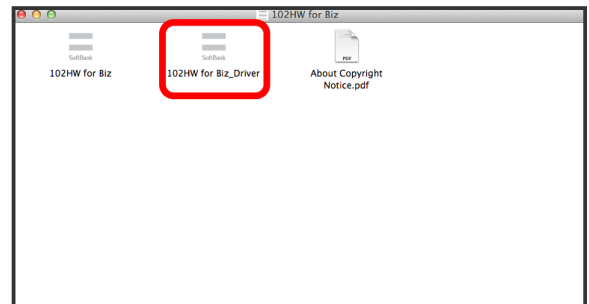 102HW for Biz
SoftBank
SoftBank
PDF
102HW for Biz
102HW for Biz_Driver
About Copyright
Notice.pdf